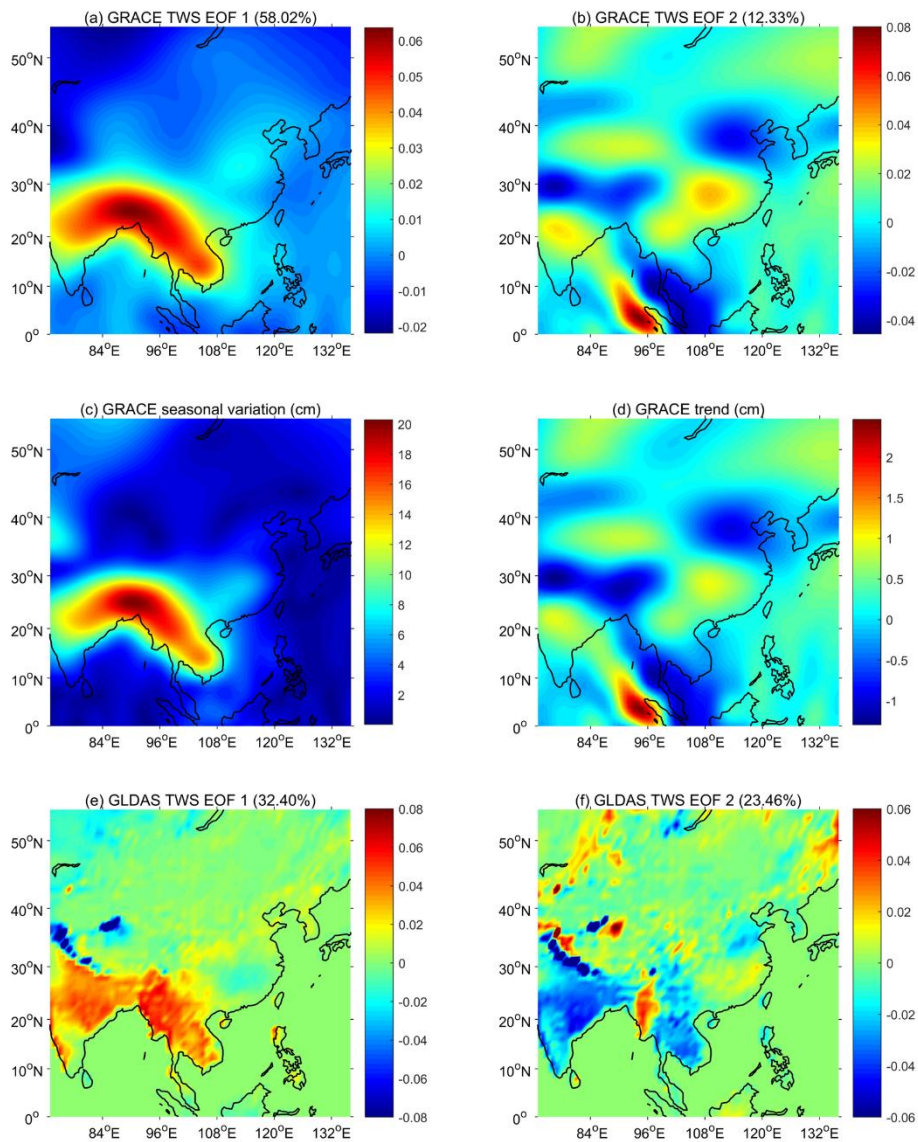 (a) GRACE TWS EOF 1 (58.02%)
50°N
40°N
30°N
20°N
10°N
0°
84°E 96°E 108°E 120°E 132°E
0.06
0.05
0.04
0.03
0.02
0.01
0
-0.01
-0.02
(b) GRACE TWS EOF 2 (12.33%)
50°N
40°N
30°N
20°N
10°N
0°
84°E 96°E 108°E 120°E 132°E
0.08
0.06
0.04
0.02
0
-0.02
-0.04
(c) GRACE seasonal variation (cm)
50°N
40°N
30°N
20°N
10°N
0°
84°E 96°E 108°E 120°E 132°E
20
18
16
14
12
10
8
6
4
2
(d) GRACE trend (cm)
50°N
40°N
30°N
20°N
10°N
0°
84°E 96°E 108°E 120°E 132°E
2
1.5
1
0.5
0
-0.5
-1
(e) GLDAS TWS EOF 1 (32.40%)
50°N
40°N
30°N
20°N
10°N
0°
84°E 96°E 108°E 120°E 132°E
0.08
0.06
0.04
0.02
0
-0.02
-0.04
-0.06
-0.08
(f) GLDAS TWS EOF 2 (23.46%)
50°N
40°N
30°N
20°N
10°N
0°
84°E 96°E 108°E 120°E 132°E
0.06
0.04
0.02
0
-0.02
-0.04
-0.06